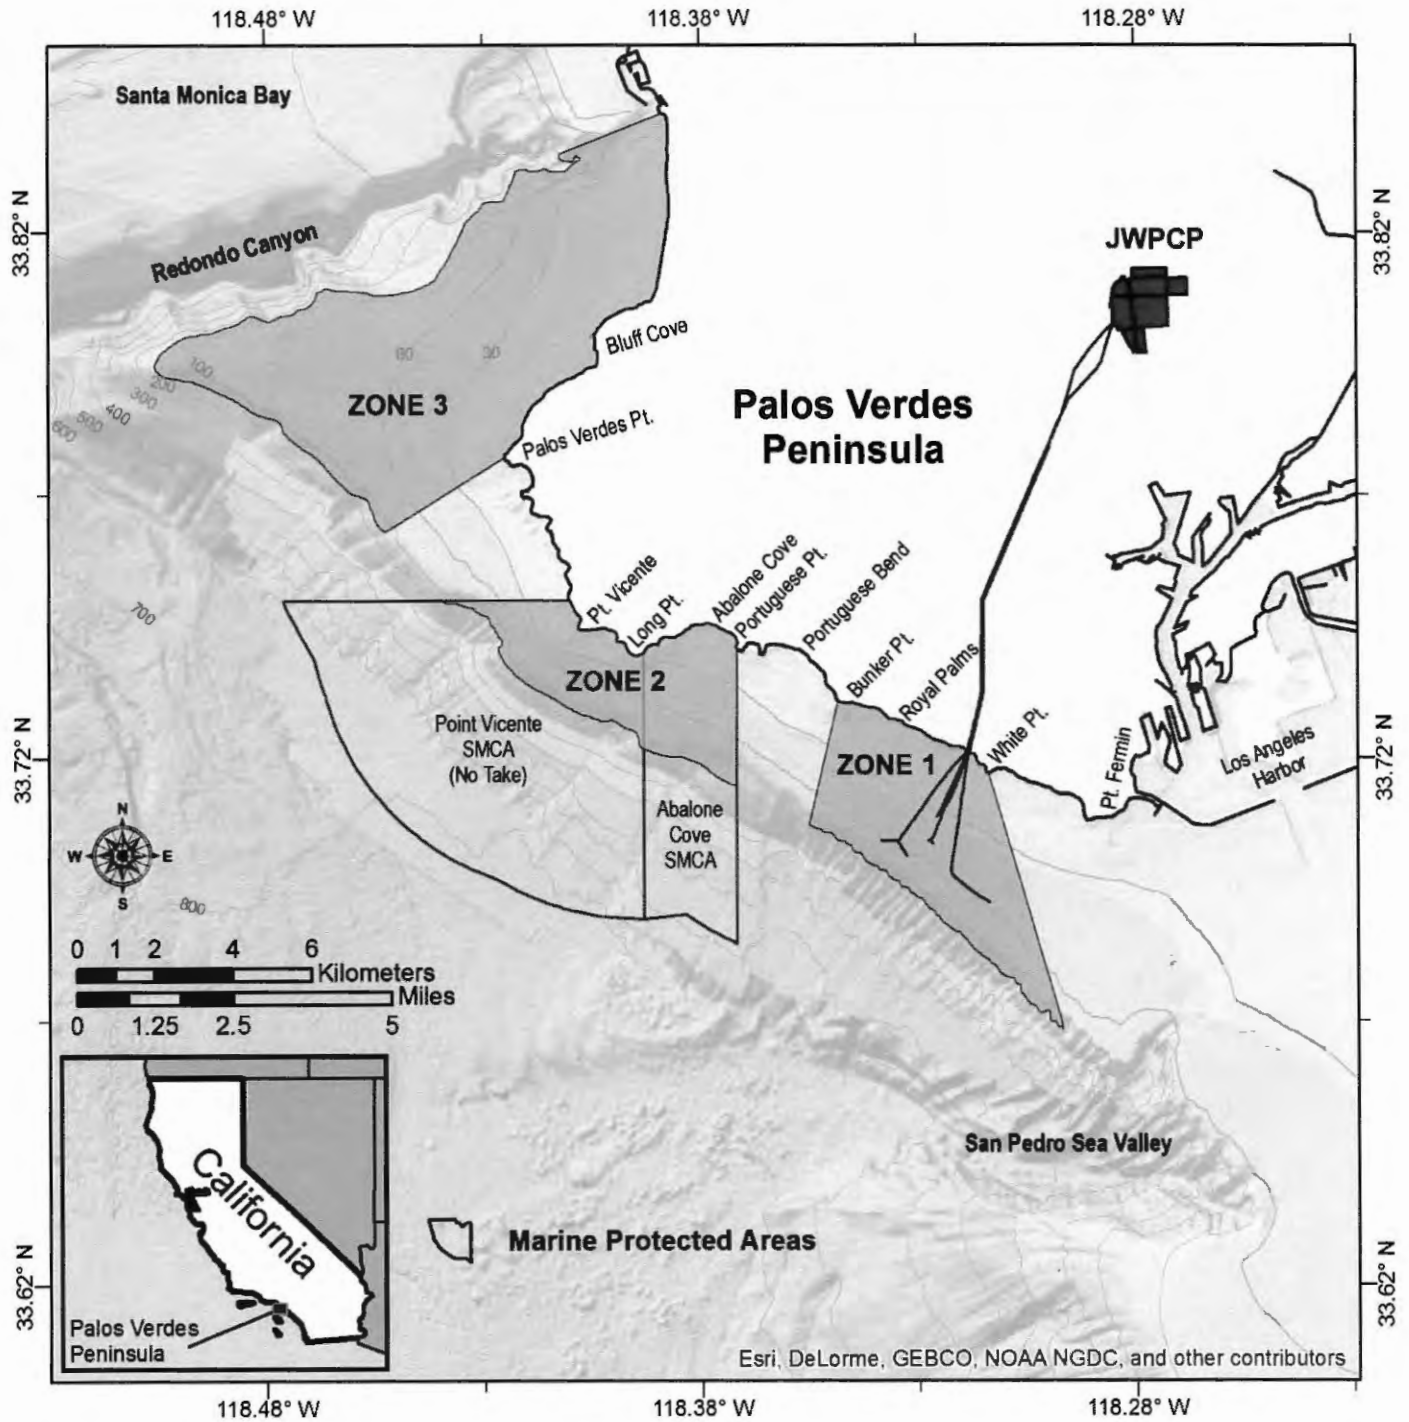 118.48° W
118.38° W
118.28° W
Santa Monica Bay
33.82° N
33.82° N
Redondo Canyon
JWPCP
Bluff Cove
60
30
100
200
300
400
500
600
ZONE 3
Palos Verdes
Peninsula
Palos Verdes Pt.
700
Pt. Vicente
Long Pt.
Abalone Cove
Portuguese Pt.
Portuguese Bend
Bunker Pt.
Royal Palms
White Pt.
Pt. Fermin
Los Angeles
Harbor
ZONE 2
Point Vicente
SMCA
(No Take)
ZONE 1
33.72° N
33.72° N
Abalone
Cove
SMCA
N
W
E
S
800
0 1 2 4 6
Kilometers
Miles
0 1.25 2.5 5
California
San Pedro Sea Valley
Marine Protected Areas
33.62° N
33.62° N
Palos Verdes
Peninsula
Esri, DeLorme, GEBCO, NOAA NGDC, and other contributors
118.48° W
118.38° W
118.28° W